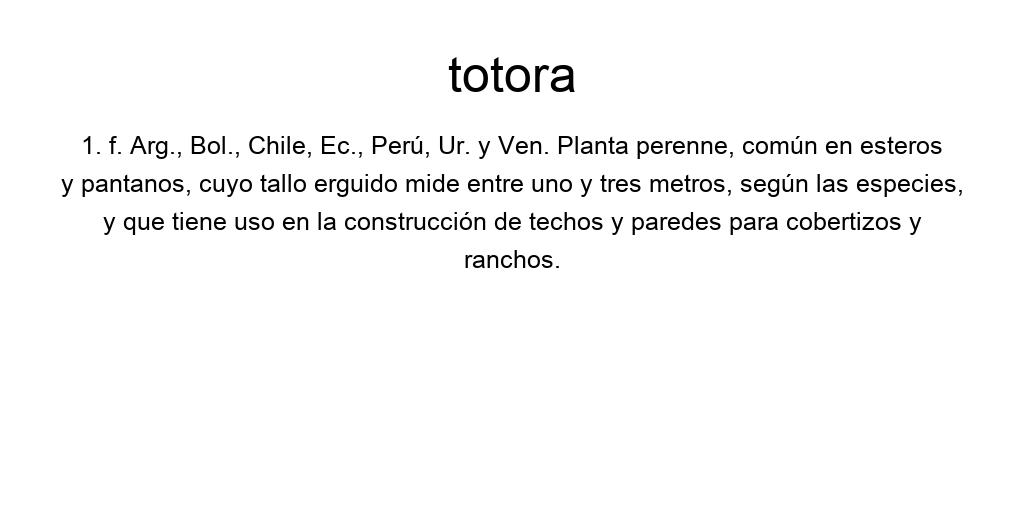 totora
1. f. Arg., Bol., Chile, Ec., Perú, Ur. y Ven. Planta perenne, común en esteros
y pantanos, cuyo tallo erguido mide entre uno y tres metros, según las especies,
y que tiene uso en la construcción de techos y paredes para cobertizos y
ranchos.